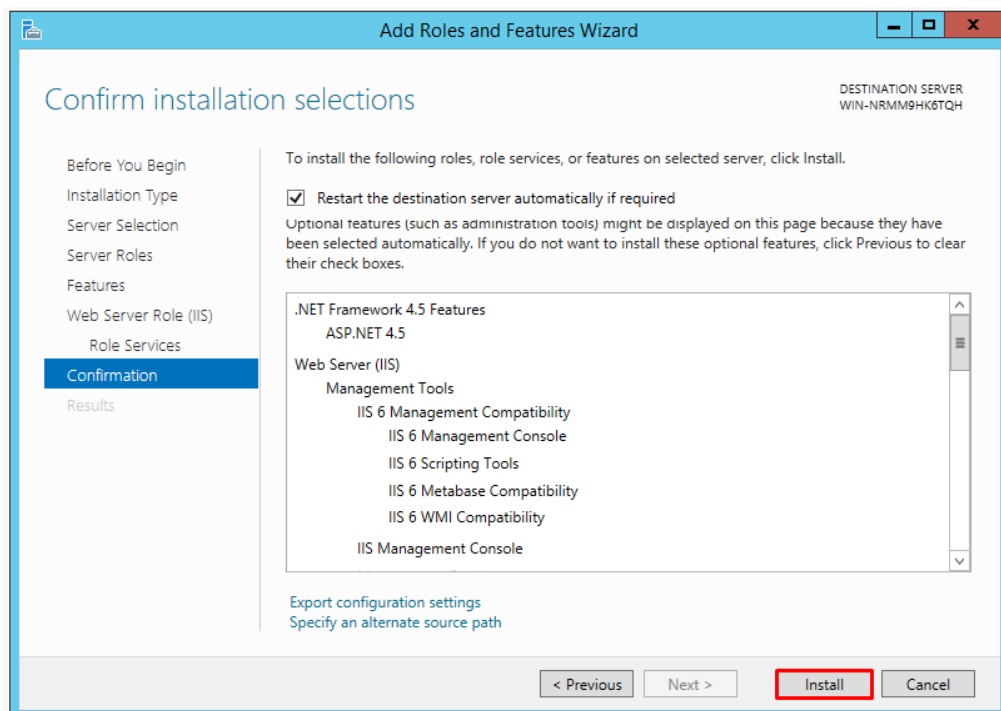 Add Roles and Features Wizard
Confirm installation selections
DESTINATION SERVER
WIN-NRMM9HK6TQH
Before You Begin
Installation Type
Server Selection
Server Roles
Features
Web Server Role (IIS)
Role Services
Confirmation
Results
To install the following roles, role services, or features on selected server, click Install.
Restart the destination server automatically if required
Optional features (such as administration tools) might be displayed on this page because they have
been selected automatically. If you do not want to install these optional features, click Previous to clear
their check boxes.
.NET Framework 4.5 Features
ASP.NET 4.5
Web Server (IIS)
Management Tools
IIS 6 Management Compatibility
IIS 6 Management Console
IIS 6 Scripting Tools
IIS 6 Metabase Compatibility
IIS 6 WMI Compatibility
IIS Management Console
Export configuration settings
Specify an alternate source path
< Previous
Next >
Install
Cancel